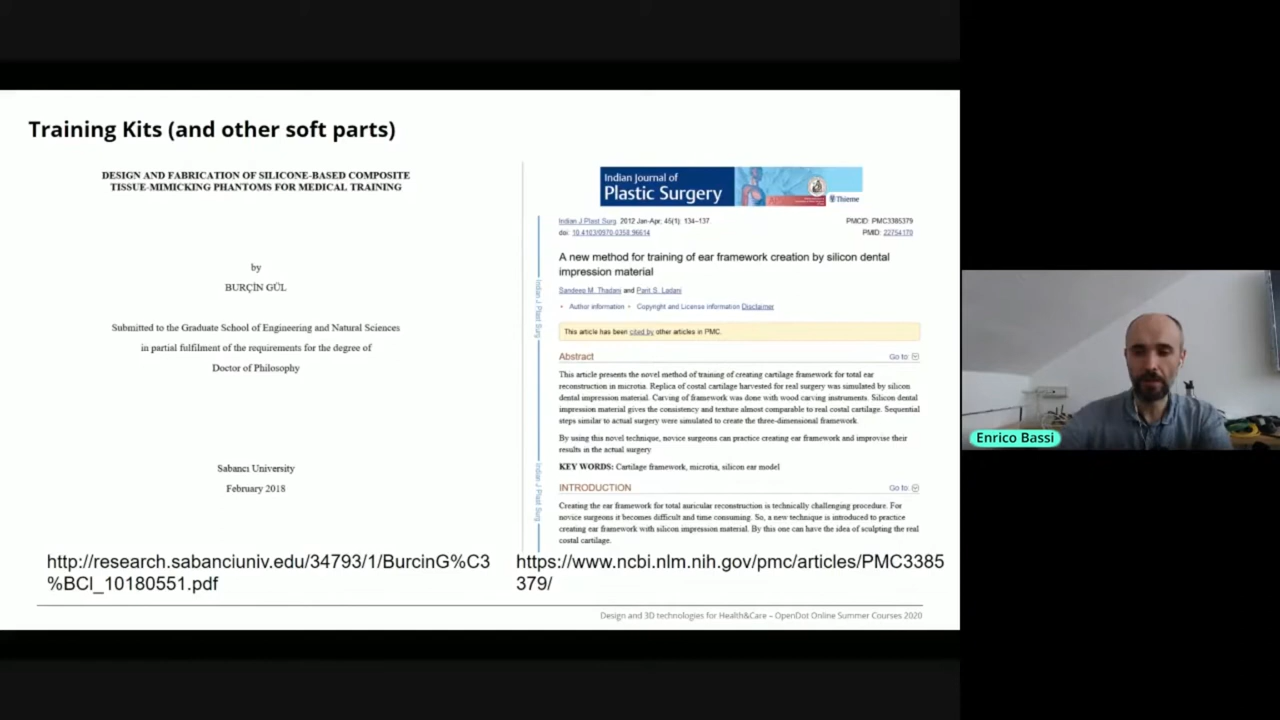 Training Kits (and other soft parts)
DESIGN AND FABRICATION OF SILICONE-BASED COMPOSITE
TISSUE-MIMICKING PHANTOMS FOR MEDICAL TRAINING
by
BURÇİN GÜL
Submitted to the Graduate School of Engineering and Natural Sciences
in partial fulfilment of the requirements for the degree of
Doctor of Philosophy
Sabancı University
February 2018
http://research.sabanciuniv.edu/34793/1/BurcinG%C3
%BCl_10180551.pdf
Indian Journal of
Plastic Surgery
Thieme
Indian J Plast Surg. 2012 Jan-Apr; 45(1): 134–137.
PMCID: PMC3385379
doi: 10.4103/0970-0358.96614
PMID: 22754170
A new method for training of ear framework creation by silicon dental
impression material
Sandeep M. Thadani and Parit S. Ladani
Author information Copyright and License information Disclaimer
This article has been cited by other articles in PMC.
Abstract
Go to:
This article presents the novel method of training of creating cartilage framework for total ear
reconstruction in microtia. Replica of costal cartilage harvested for real surgery was simulated by silicon
dental impression material. Carving of framework was done with wood carving instruments. Silicon dental
impression material gives the consistency and texture almost comparable to real costal cartilage. Sequential
steps similar to actual surgery were simulated to create the three-dimensional framework.
By using this novel technique, novice surgeons can practice creating ear framework and improvise their
results in the actual surgery
KEY WORDS: Cartilage framework, microtia, silicon ear model
INTRODUCTION
Go to:
Creating the ear framework for total auricular reconstruction is technically challenging procedure. For
novice surgeons it becomes difficult and time consuming. So, a new technique is introduced to practice
creating ear framework with silicon impression material. By this one can have the idea of sculpting the real
costal cartilage.
Indian J Plast Surg
Indian J Plast Surg
https://www.ncbi.nlm.nih.gov/pmc/articles/PMC3385
379/
Design and 3D technologies for Health&Care – OpenDot Online Summer Courses 2020
Enrico Bassi